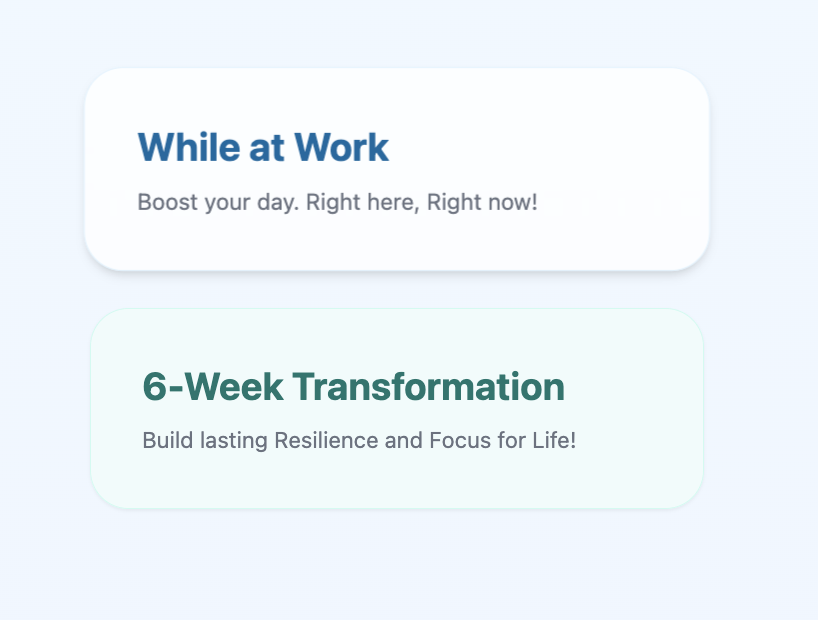 While at Work
Boost your day. Right here, Right now!
6-Week Transformation
Build lasting Resilience and Focus for Life!